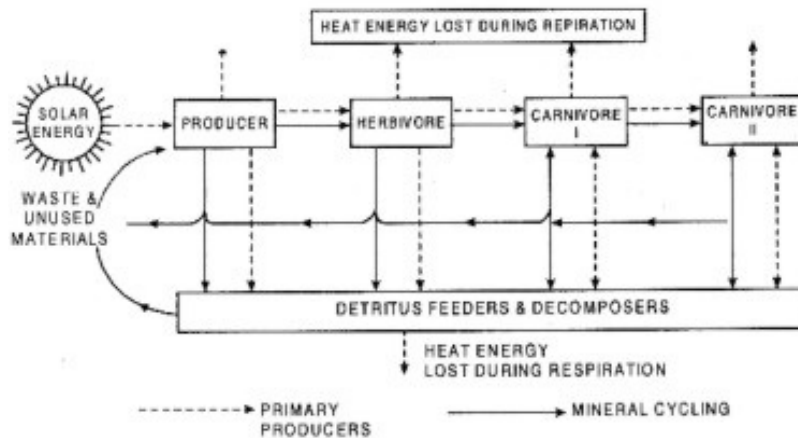 HEAT ENERGY LOST DURING REPIRATION
SOLAR
ENERGY
PRODUCER
HERBIVORE
CARNIVORE
I
CARNIVORE
II
WASTE &
UNUSED
MATERIALS
DETRITUS FEEDERS & DECOMPOSERS
HEAT ENERGY
LOST DURING RESPIRATION
PRIMARY
PRODUCERS
MINERAL CYCLING